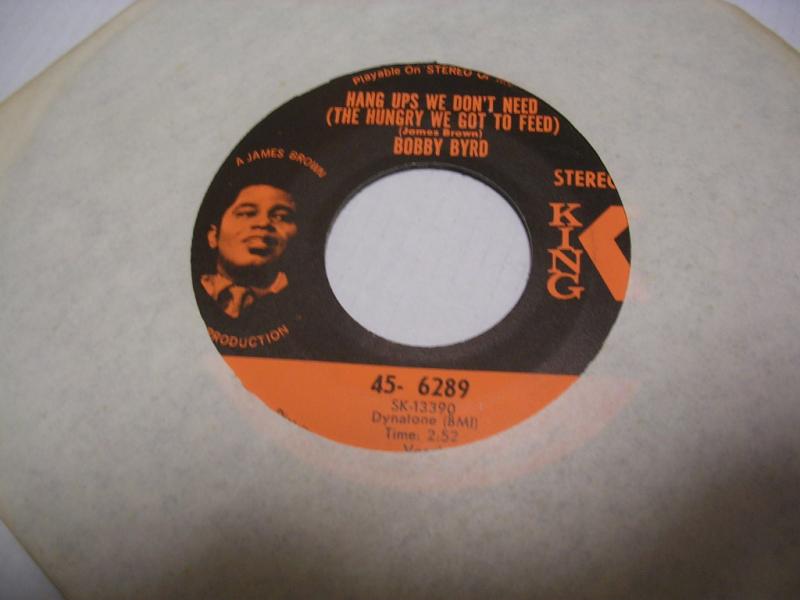 Playable On STEREO or
HANG UPS WE DON'T NEED
(THE HUNGRY WE GOT TO FEED)
(James Brown)
BOBBY BYRD
A JAMES BROWN
PRODUCTION
STEREO
KING
K
45- 6289
SK-13390
Dynatone (BMI)
Time: 2:52